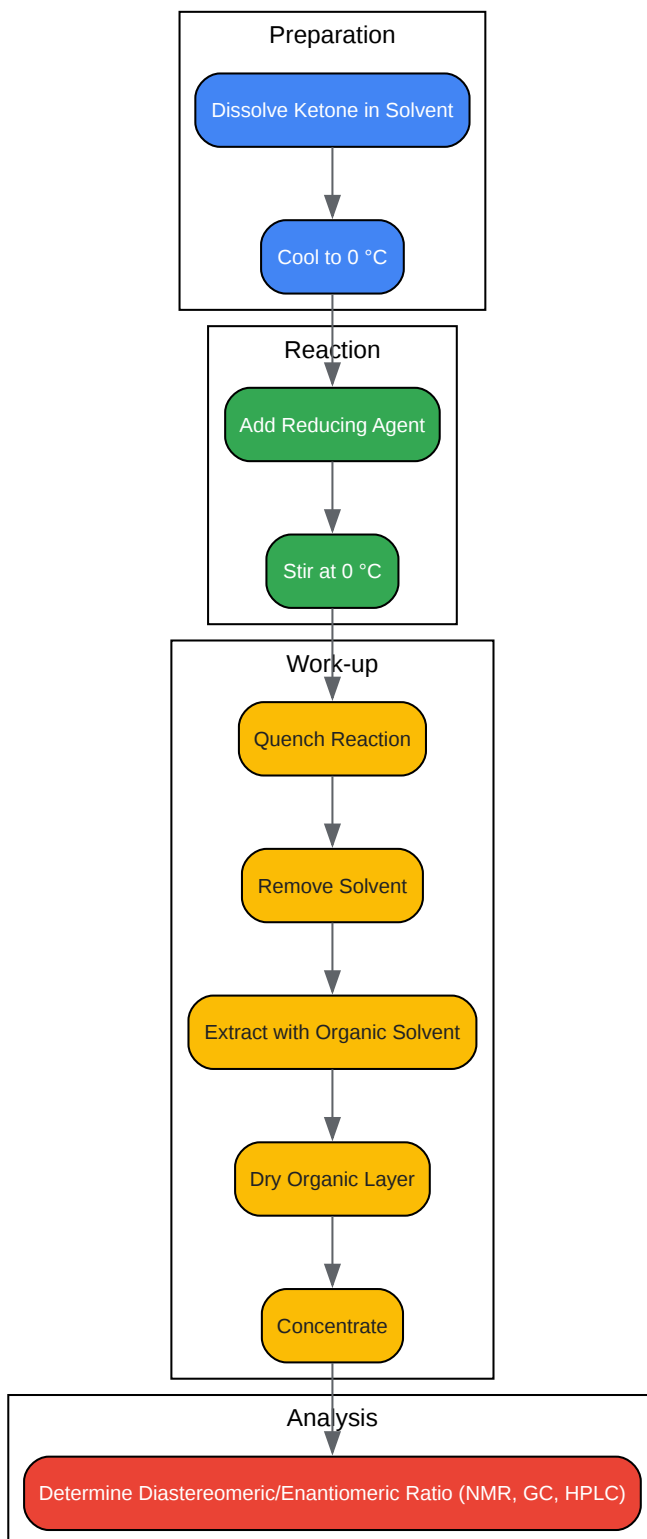 Preparation
Dissolve Ketone in Solvent
Cool to 0 °C
Reaction
Add Reducing Agent
Stir at 0 °C
Work-up
Quench Reaction
Remove Solvent
Extract with Organic Solvent
Dry Organic Layer
Concentrate
Analysis
Determine Diastereomeric/Enantiomeric Ratio (NMR, GC, HPLC)